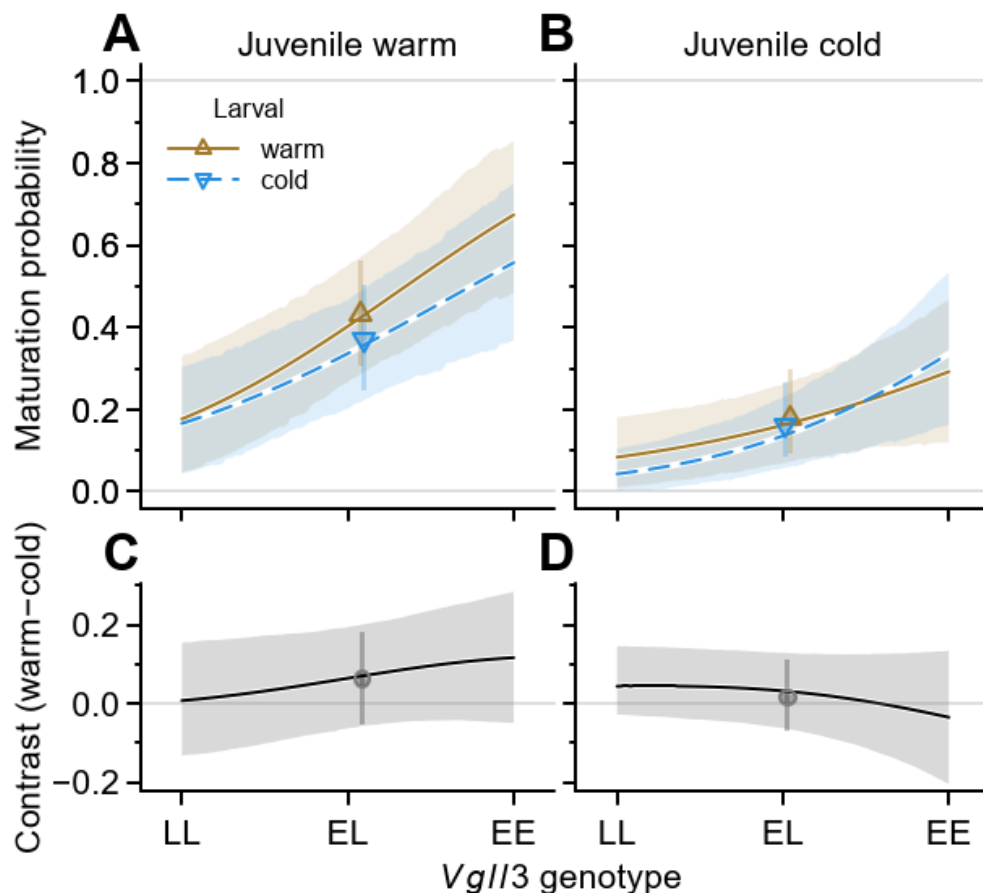 A
Juvenile warm
B
Juvenile cold
Maturation probability
1.0
0.8
0.6
0.4
0.2
0.0
Larval
warm
cold
C
D
Contrast (warm−cold)
0.2
0.0
−0.2
LL
EL
EE
LL
EL
EE
Vgll3 genotype